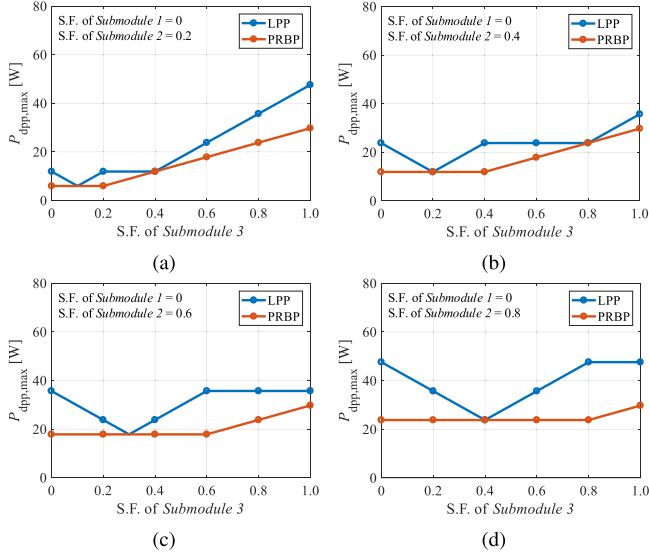 80
60
40
20
0
P_dpp,max [W]
S.F. of Submodule 1 = 0
S.F. of Submodule 2 = 0.2
LPP
PRBP
0 0.2 0.4 0.6 0.8 1.0
S.F. of Submodule 3
(a)
80
60
40
20
0
P_dpp,max [W]
S.F. of Submodule 1 = 0
S.F. of Submodule 2 = 0.4
LPP
PRBP
0 0.2 0.4 0.6 0.8 1.0
S.F. of Submodule 3
(b)
80
60
40
20
0
P_dpp,max [W]
S.F. of Submodule 1 = 0
S.F. of Submodule 2 = 0.6
LPP
PRBP
0 0.2 0.4 0.6 0.8 1.0
S.F. of Submodule 3
(c)
80
60
40
20
0
P_dpp,max [W]
S.F. of Submodule 1 = 0
S.F. of Submodule 2 = 0.8
LPP
PRBP
0 0.2 0.4 0.6 0.8 1.0
S.F. of Submodule 3
(d)